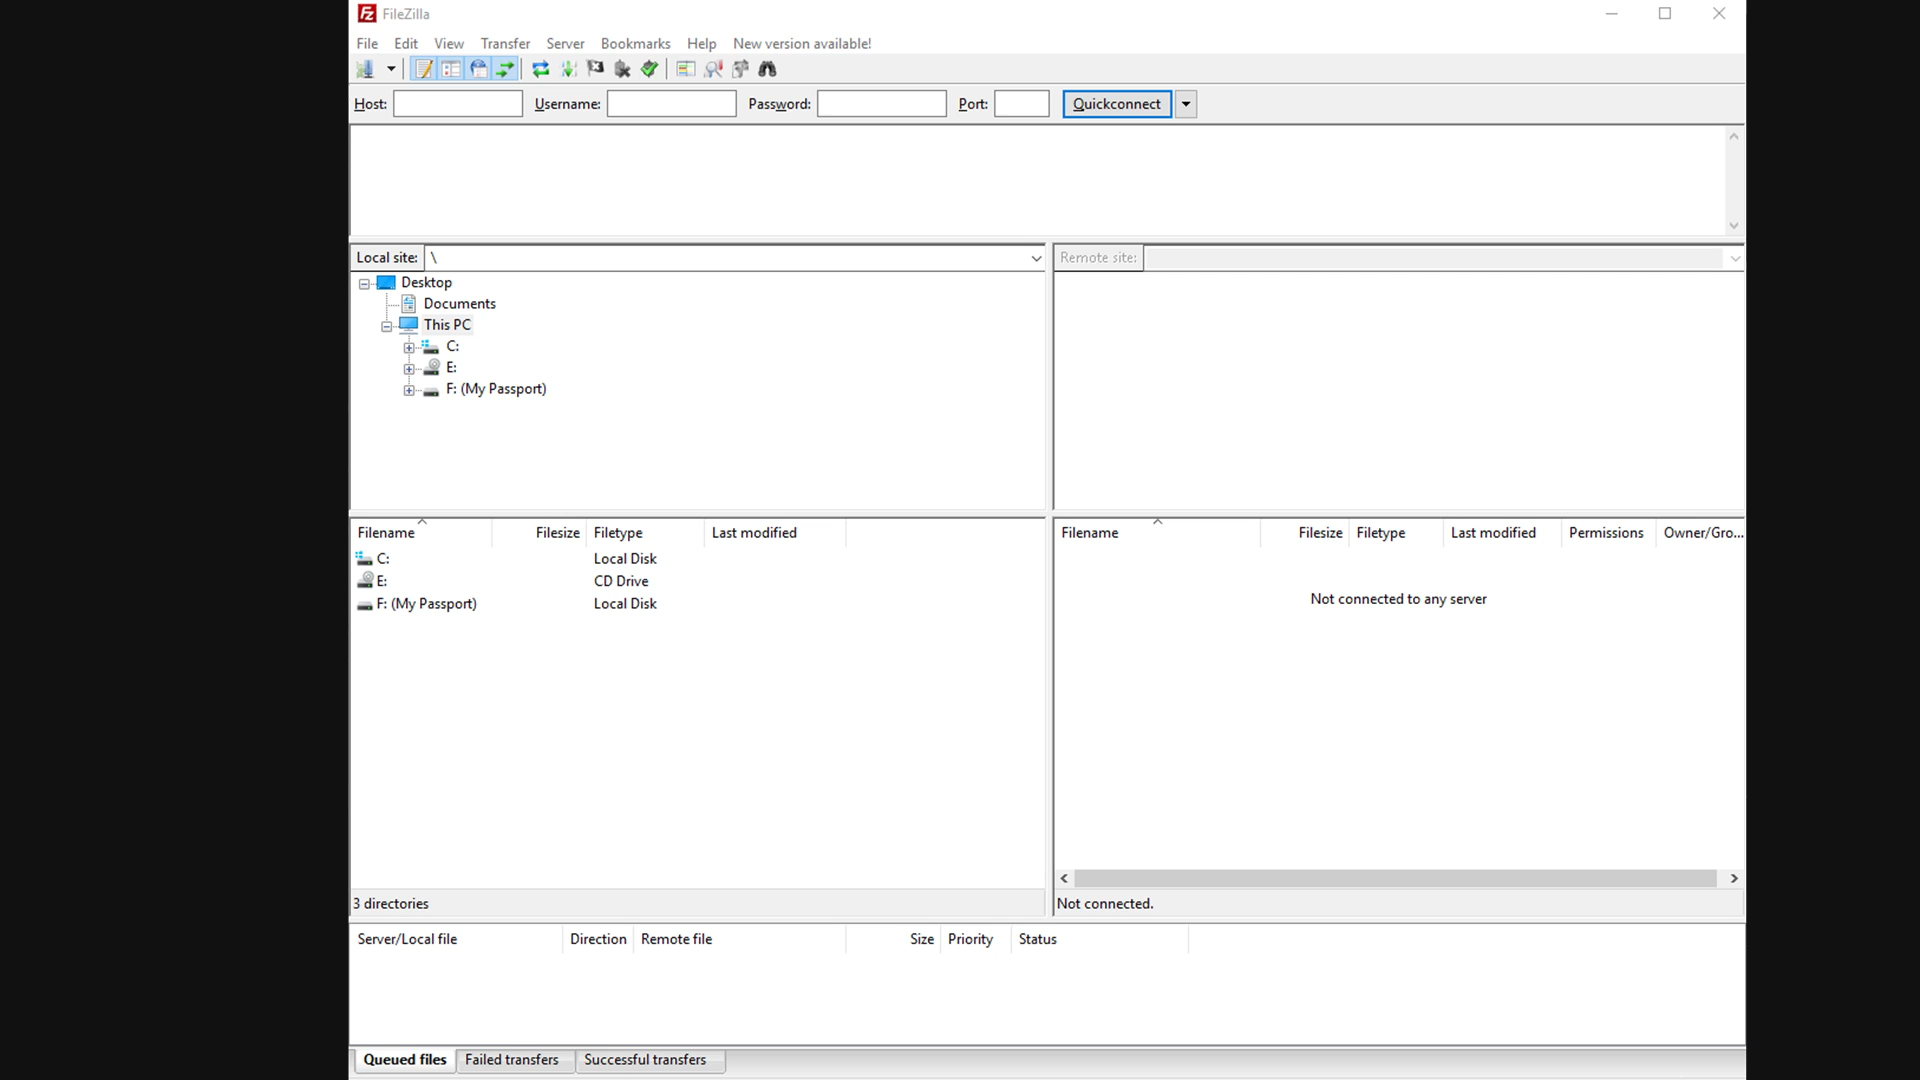 FileZilla
File Edit View Transfer Server Bookmarks Help New version available!
Host: Username: Password: Port: Quickconnect
Local site: \
Remote site:
Desktop
Documents
This PC
C:
E:
F: (My Passport)
Filename Filesize Filetype Last modified
C: Local Disk
E: CD Drive
F: (My Passport) Local Disk
3 directories
Filename Filesize Filetype Last modified Permissions Owner/Gro...
Not connected to any server
Not connected.
Server/Local file Direction Remote file Size Priority Status
Queued files Failed transfers Successful transfers